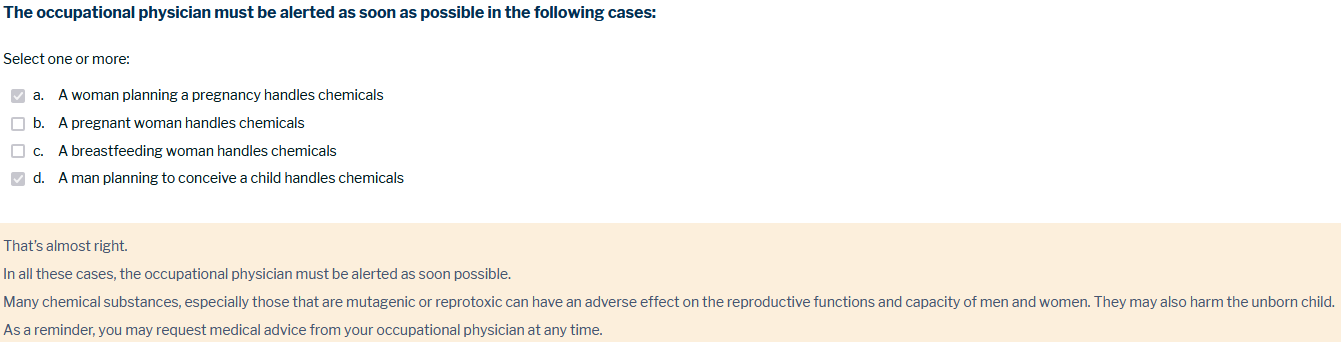 The occupational physician must be alerted as soon as possible in the following cases:
Select one or more:
a. A woman planning a pregnancy handles chemicals
b. A pregnant woman handles chemicals
c. A breastfeeding woman handles chemicals
d. A man planning to conceive a child handles chemicals
That's almost right.
In all these cases, the occupational physician must be alerted as soon possible.
Many chemical substances, especially those that are mutagenic or reprotoxic can have an adverse effect on the reproductive functions and capacity of men and women. They may also harm the unborn child.
As a reminder, you may request medical advice from your occupational physician at any time.